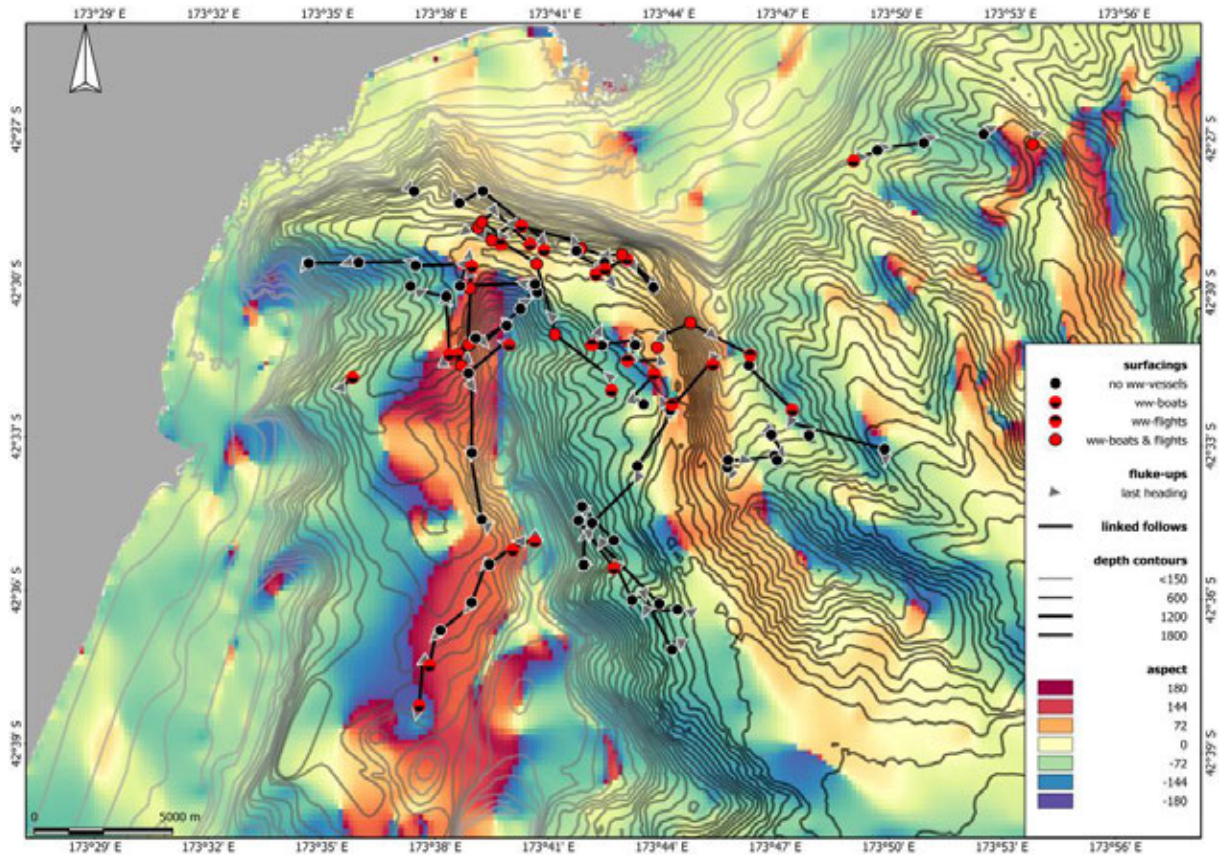 173°29' E 173°32' E 173°35' E 173°38' E 173°41' E 173°44' E 173°47' E 173°50' E 173°53' E 173°56' E
42°27' S 42°27' S
42°30' S 42°30' S
surfacings
no ww-vessels
ww-boats
ww-flights
ww-boats & flights
42°33' S 42°33' S
fluke-ups
last heading
linked follows
depth contours
<150
42°36' S 42°36' S
600
1200
1800
aspect
180
144
72
42°39' S 42°39' S
0
-72
-144
-180
0 5000 m
173°29' E 173°32' E 173°35' E 173°38' E 173°41' E 173°44' E 173°47' E 173°50' E 173°53' E 173°56' E